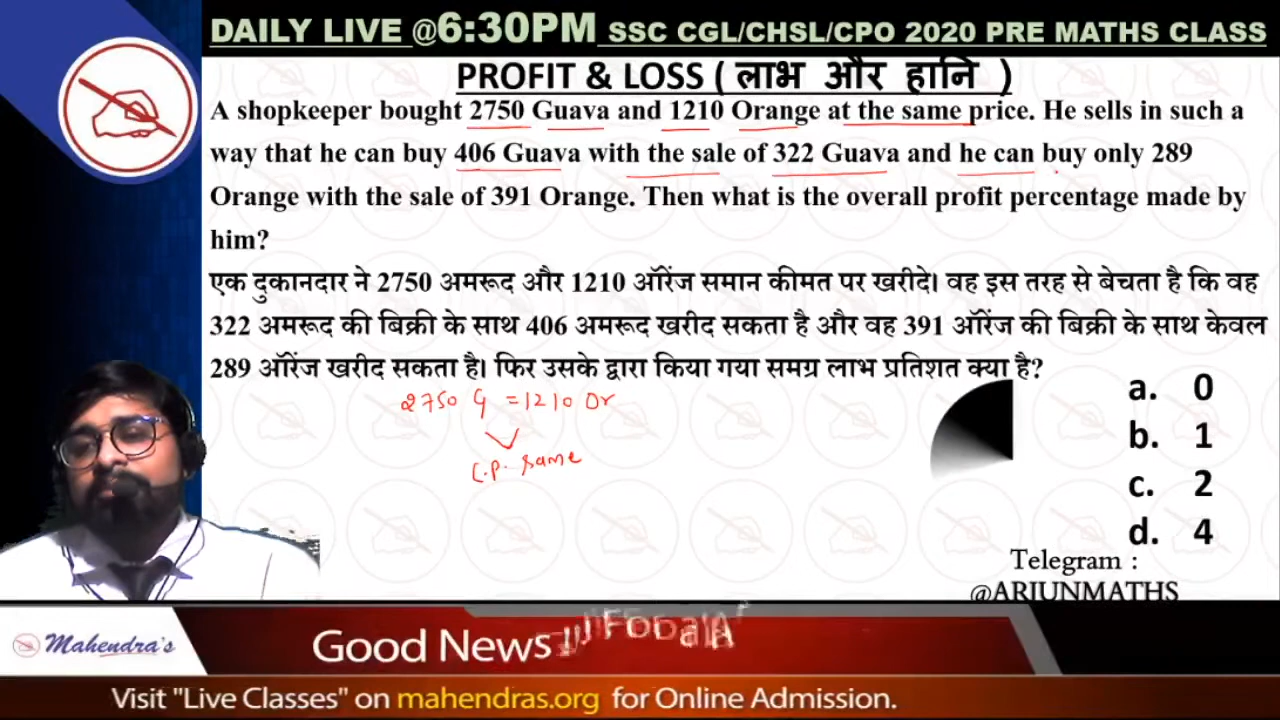 DAILY LIVE @6:30PM SSC CGL/CHSL/CPO 2020 PRE MATHS CLASS
PROFIT & LOSS ( लाभ और हानि )
A shopkeeper bought 2750 Guava and 1210 Orange at the same price. He sells in such a
way that he can buy 406 Guava with the sale of 322 Guava and he can buy only 289
Orange with the sale of 391 Orange. Then what is the overall profit percentage made by
him?
एक दुकानदार ने 2750 अमरूद और 1210 ऑरेंज समान कीमत पर खरीदे। वह इस तरह से बेचता है कि वह
322 अमरूद की बिक्री के साथ 406 अमरूद खरीद सकता है और वह 391 ऑरेंज की बिक्री के साथ केवल
289 ऑरेंज खरीद सकता है। फिर उसके द्वारा किया गया समग्र लाभ प्रतिशत क्या है?
2750 G = 1210 Or
C.P. Same
a. 0
b. 1
c. 2
d. 4
Telegram :
@ARJUNMATHS
Mahendra's
Good News !!
Visit "Live Classes" on mahendras.org for Online Admission.